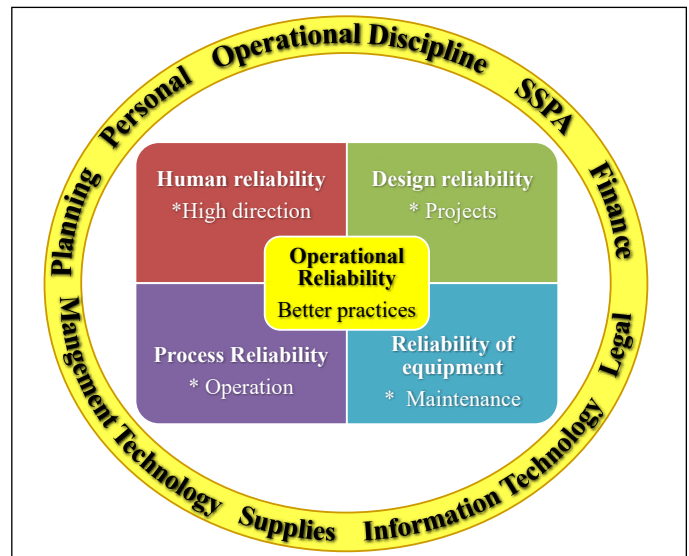 Operational Discipline
SSPA
Finance
Legal
Information Technology
Supplies
Mangement Technology
Planning
Personal
Human reliability
*High direction
Design reliability
* Projects
Operational
Reliability
Better practices
Process Reliability
* Operation
Reliability of
equipment
* Maintenance